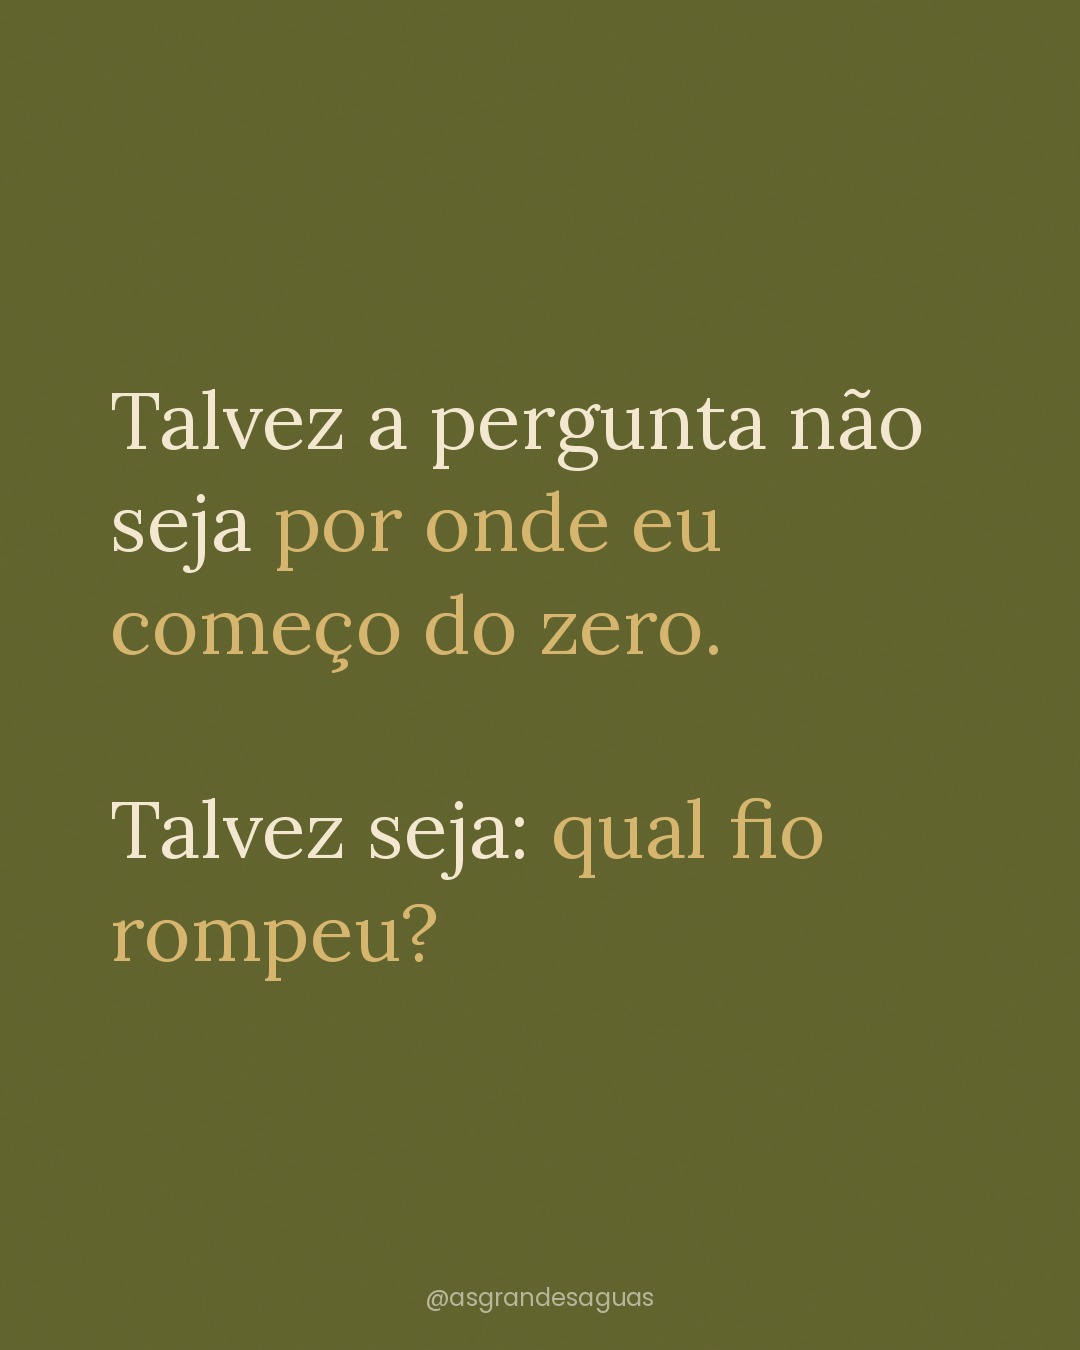 Talvez a pergunta não
seja por onde eu
começo do zero.
Talvez seja: qual fio
rompeu?
@asgrandesaguas